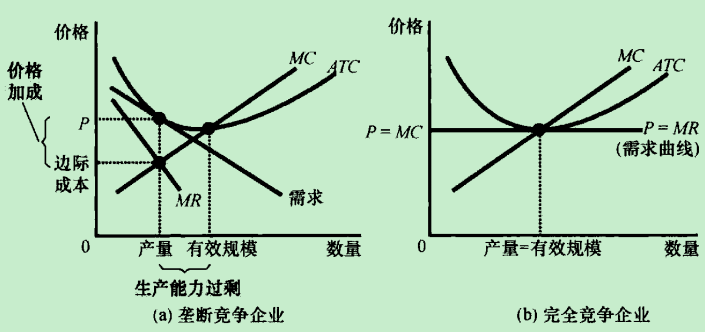 价格
MC
ATC
价格
加成
P
边际
成本
MR
需求
0
产量
有效规模
数量
生产能力过剩
(a) 垄断竞争企业
价格
MC
ATC
P = MC
P = MR
(需求曲线)
0
产量=有效规模
数量
(b) 完全竞争企业